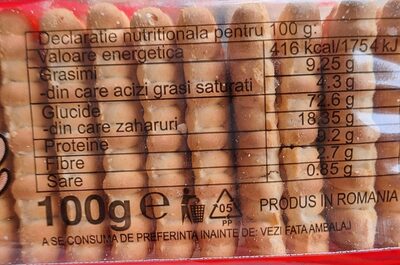 Declaratie nutritionala pentru 100 g:
Valoare energetica 416 kcal/1754 kJ
Grasimi 9,25 g
-din care acizi grasi saturati 4.3 g
Glucide 72.6 g
-din care zaharuri 18,35 g
Proteine 9.2 g
Fibre 2.7 g
Sare 0.85 g
100g e 05 PP PRODUS IN ROMANIA
A SE CONSUMA DE PREFERINTA INAINTE DE: VEZI FATA AMBALAJ